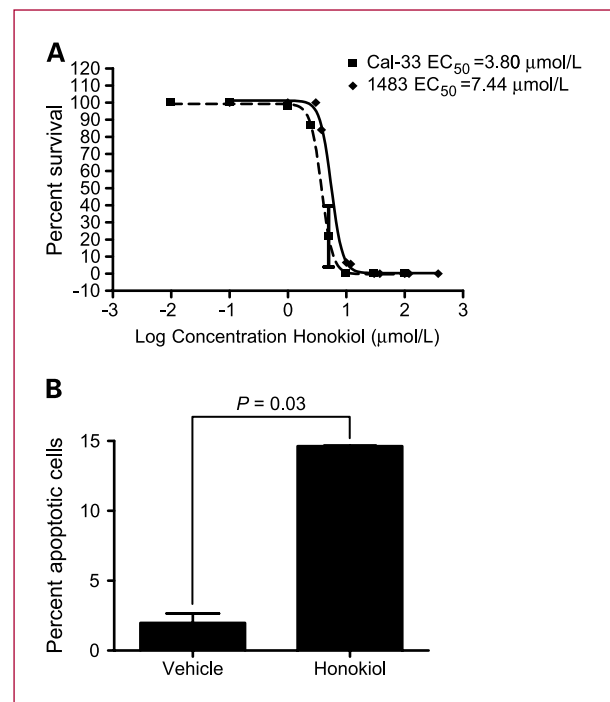 A
Cal-33 EC50 =3.80 μmol/L
1483 EC50 =7.44 μmol/L
Percent survival
120
110
100
90
80
70
60
50
40
30
20
10
0
-10
-3 -2 -1 0 1 2 3
Log Concentration Honokiol (μmol/L)
B
P = 0.03
Percent apoptotic cells
15
10
5
0
Vehicle Honokiol